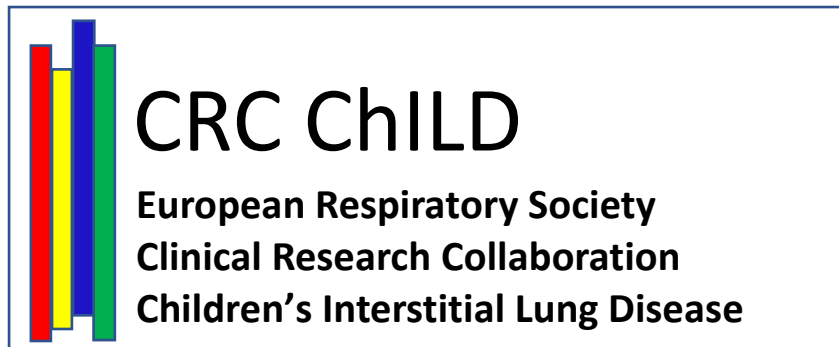 CRC ChILD
European Respiratory Society
Clinical Research Collaboration
Children’s Interstitial Lung Disease